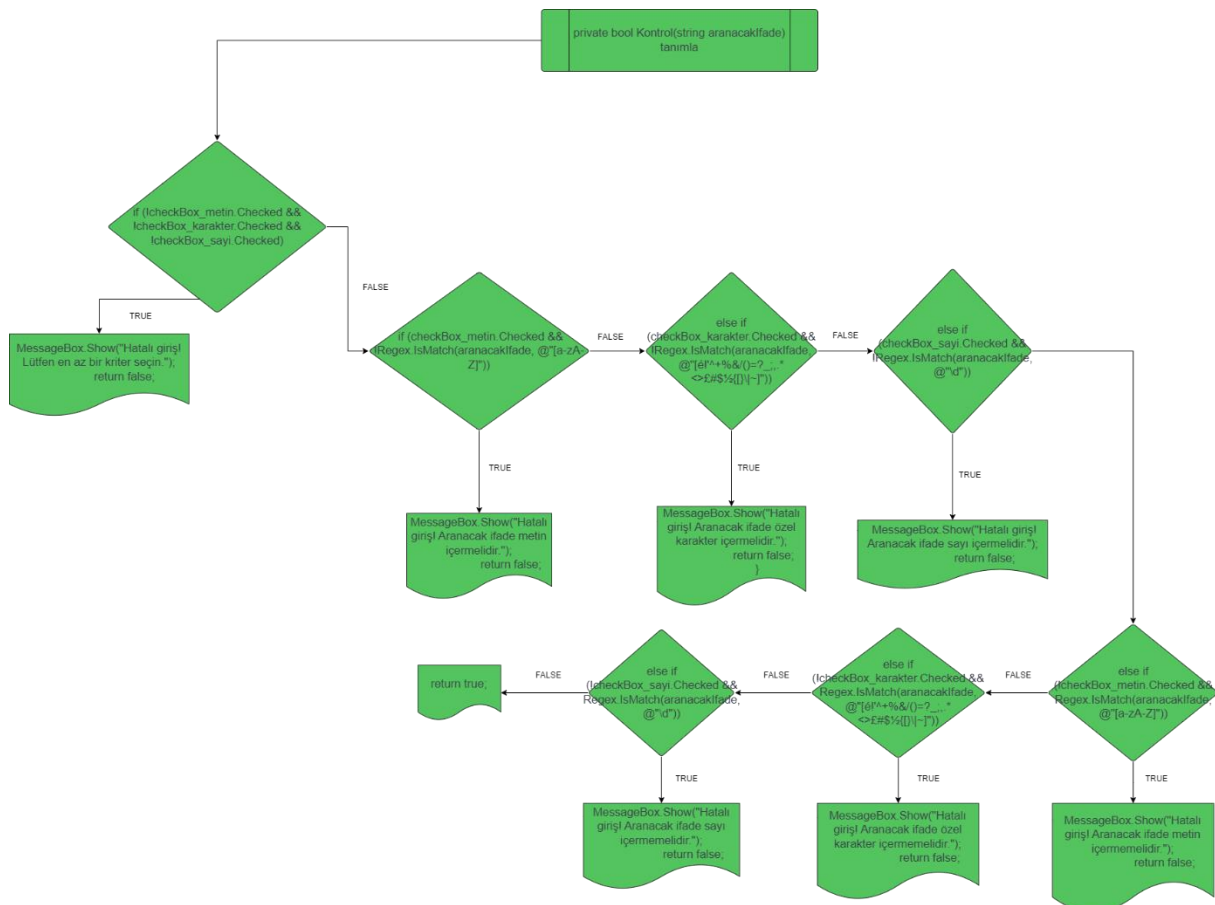 private bool Kontrol(string aranacakIfade)
tanımla
if (!checkBox_metin.Checked &&
!checkBox_karakter.Checked &&
!checkBox_sayi.Checked)
TRUE
FALSE
MessageBox.Show("Hatalı giriş!
Lütfen en az bir kriter seçin.");
return false;
if (checkBox_metin.Checked &&
!Regex.IsMatch(aranacakIfade, @"[a-zA-
Z]"))
FALSE
TRUE
MessageBox.Show("Hatalı
giriş! Aranacak ifade metin
içermelidir.");
return false;
else if
(checkBox_karakter.Checked &&
!Regex.IsMatch(aranacakIfade,
@"[é!'^+%&/()=?_;,.*
<>£#$½{[]}\|~]"))
FALSE
TRUE
MessageBox.Show("Hatalı
giriş! Aranacak ifade özel
karakter içermelidir.");
return false;
}
else if
(checkBox_sayi.Checked &&
!Regex.IsMatch(aranacakIfade,
@"\d"))
TRUE
MessageBox.Show("Hatalı giriş!
Aranacak ifade sayı içermelidir.");
return false;
else if
(!checkBox_metin.Checked &&
Regex.IsMatch(aranacakIfade,
@"[a-zA-Z]"))
FALSE
TRUE
MessageBox.Show("Hatalı
giriş! Aranacak ifade metin
içermemelidir.");
return false;
else if
(!checkBox_karakter.Checked &&
Regex.IsMatch(aranacakIfade,
@"[é!'^+%&/()=?_;,.*
<>£#$½{[]}\|~]"))
FALSE
TRUE
MessageBox.Show("Hatalı
giriş! Aranacak ifade özel
karakter içermemelidir.");
return false;
else if
(!checkBox_sayi.Checked &&
Regex.IsMatch(aranacakIfade,
@"\d"))
FALSE
TRUE
MessageBox.Show("Hatalı
giriş! Aranacak ifade sayı
içermemelidir.");
return false;
return true;